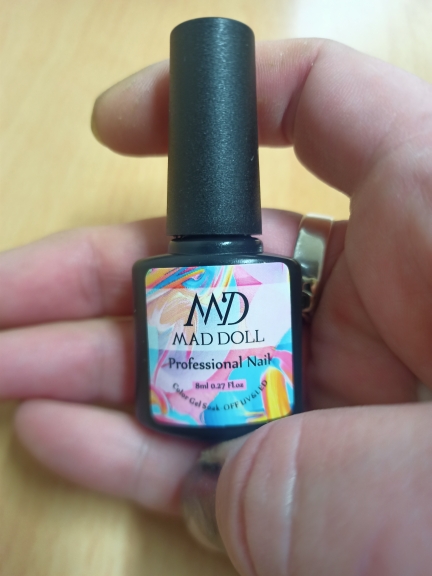 MD
MAD DOLL
Professional Nail
8ml 0.27 Fl.oz
Color Gel Soak OFF UV&LED